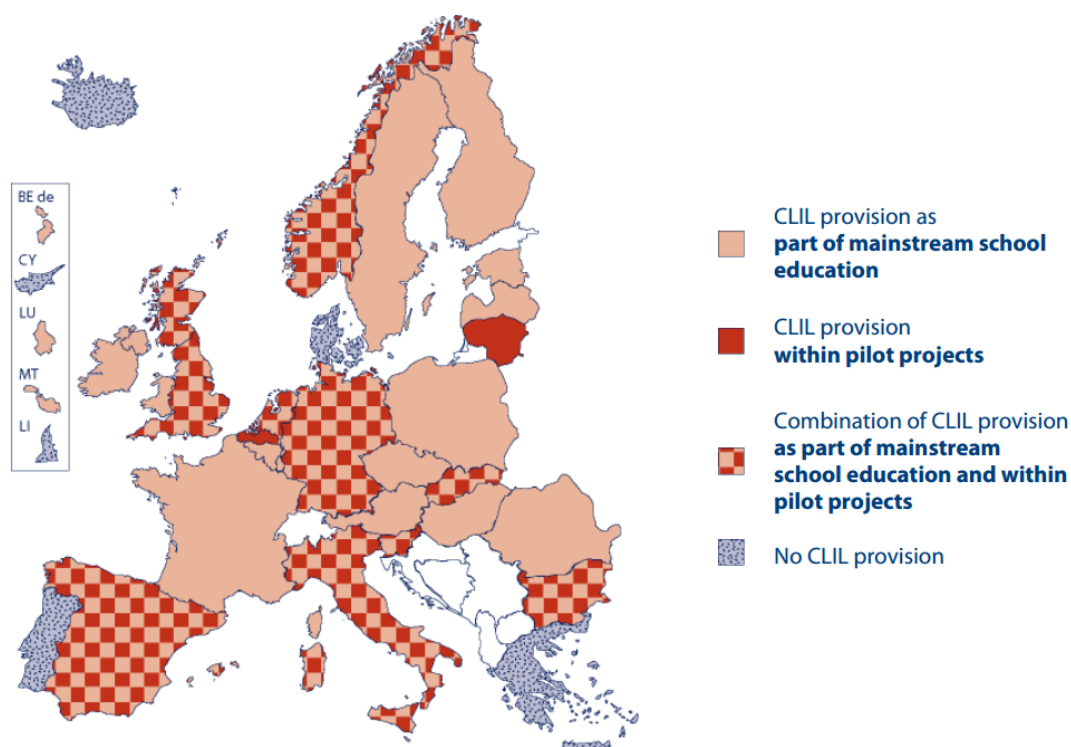 BE de
CY
LU
MT
LI
CLIL provision as
part of mainstream school
education
CLIL provision
within pilot projects
Combination of CLIL provision
as part of mainstream
school education and within
pilot projects
No CLIL provision